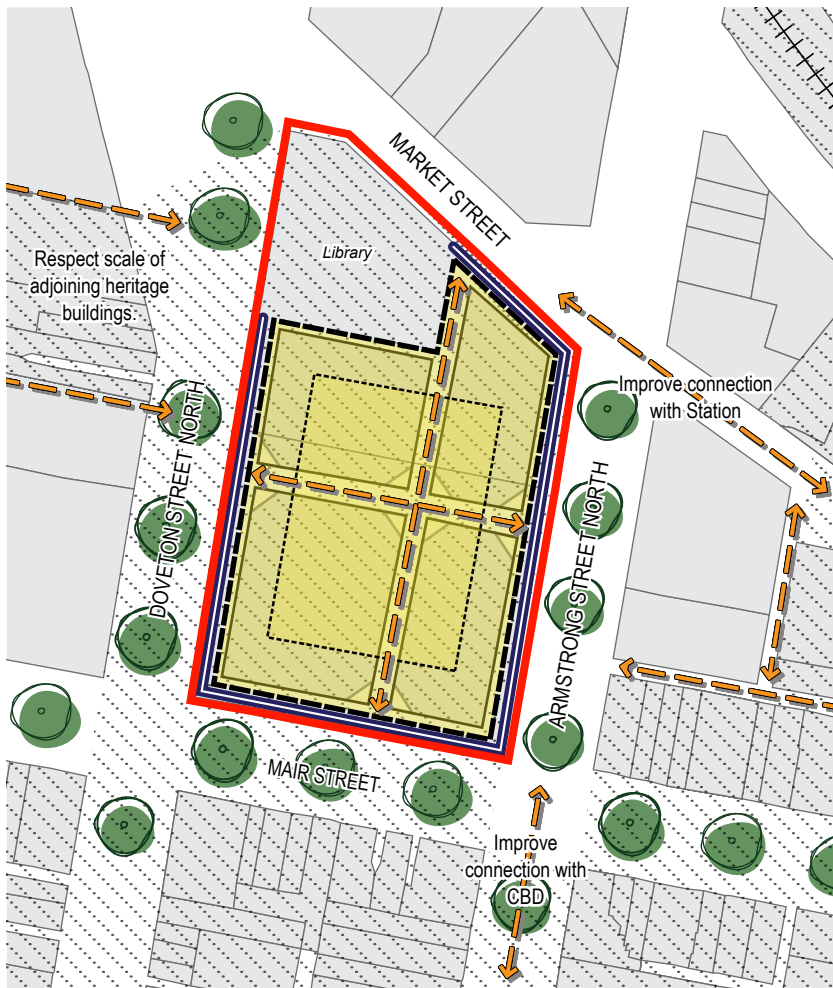 MARKET STREET
Library
Respect scale of
adjoining heritage
buildings.
Improve connection
with Station
DOVETON STREET NORTH
ARMSTRONG STREET NORTH
MAIR STREET
Improve
connection with
CBD